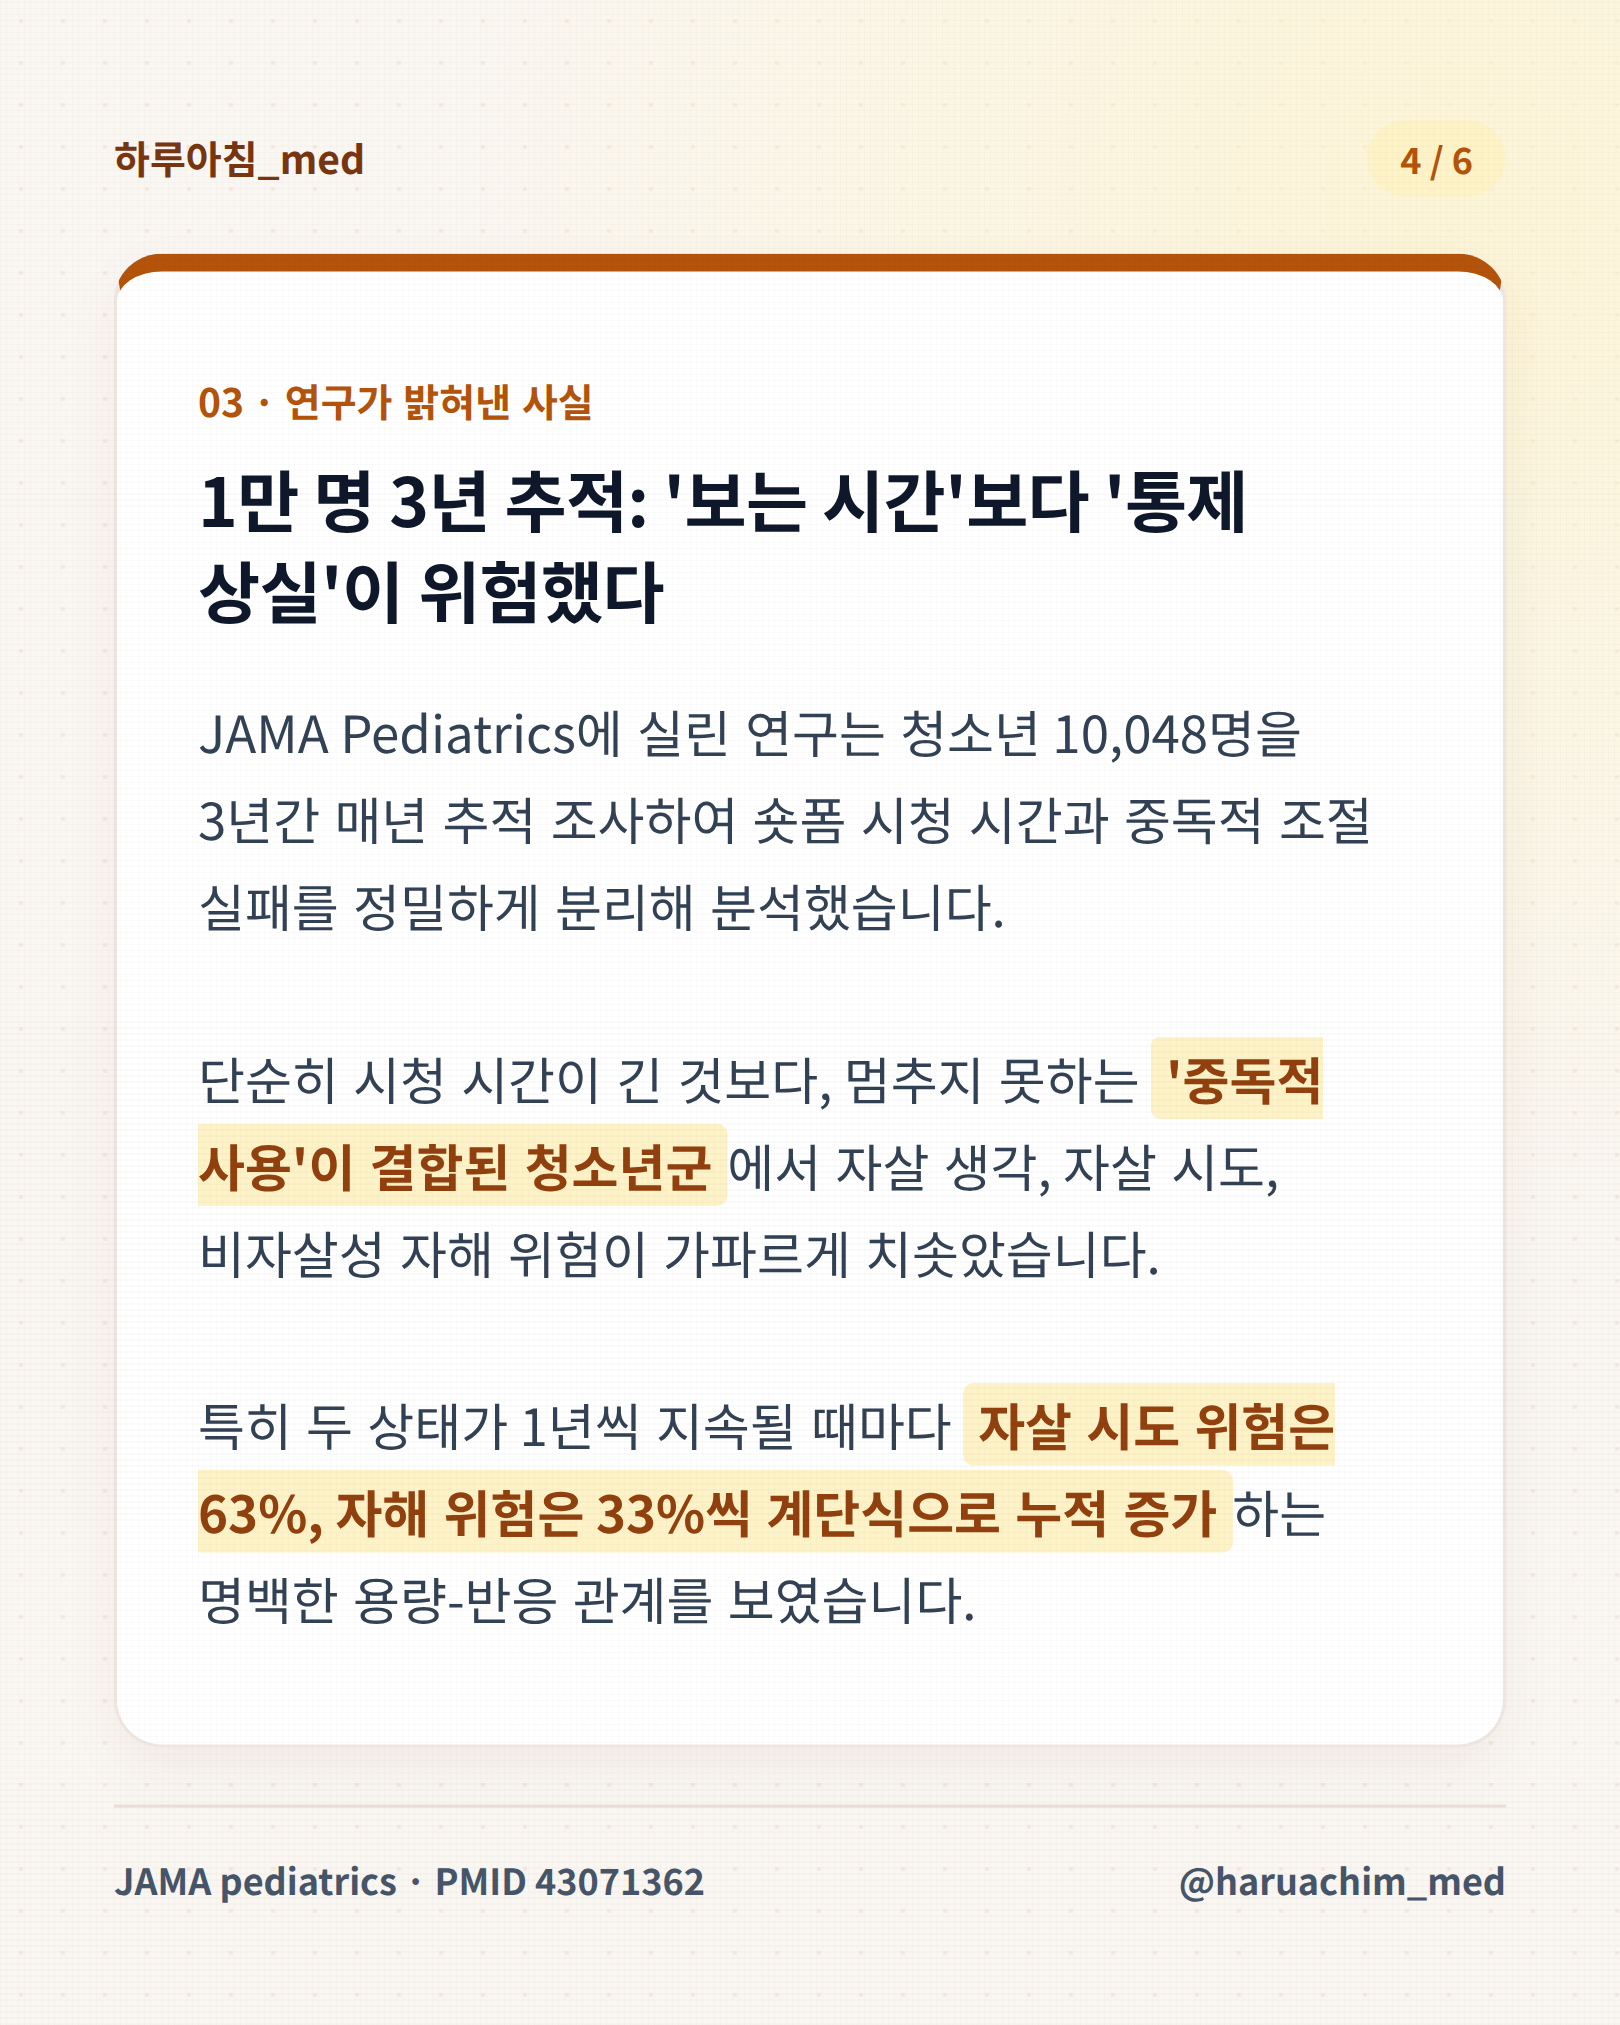 하루아침_med
4 / 6
03 · 연구가 밝혀낸 사실
1만 명 3년 추적: '보는 시간'보다 '통제
상실'이 위험했다
JAMA Pediatrics에 실린 연구는 청소년 10,048명을
3년간 매년 추적 조사하여 숏폼 시청 시간과 중독적 조절
실패를 정밀하게 분리해 분석했습니다.
단순히 시청 시간이 긴 것보다, 멈추지 못하는 '중독적
사용'이 결합된 청소년군에서 자살 생각, 자살 시도,
비자살성 자해 위험이 가파르게 치솟았습니다.
특히 두 상태가 1년씩 지속될 때마다 자살 시도 위험은
63%, 자해 위험은 33%씩 계단식으로 누적 증가하는
명백한 용량-반응 관계를 보였습니다.
JAMA pediatrics · PMID 43071362
@haruachim_med